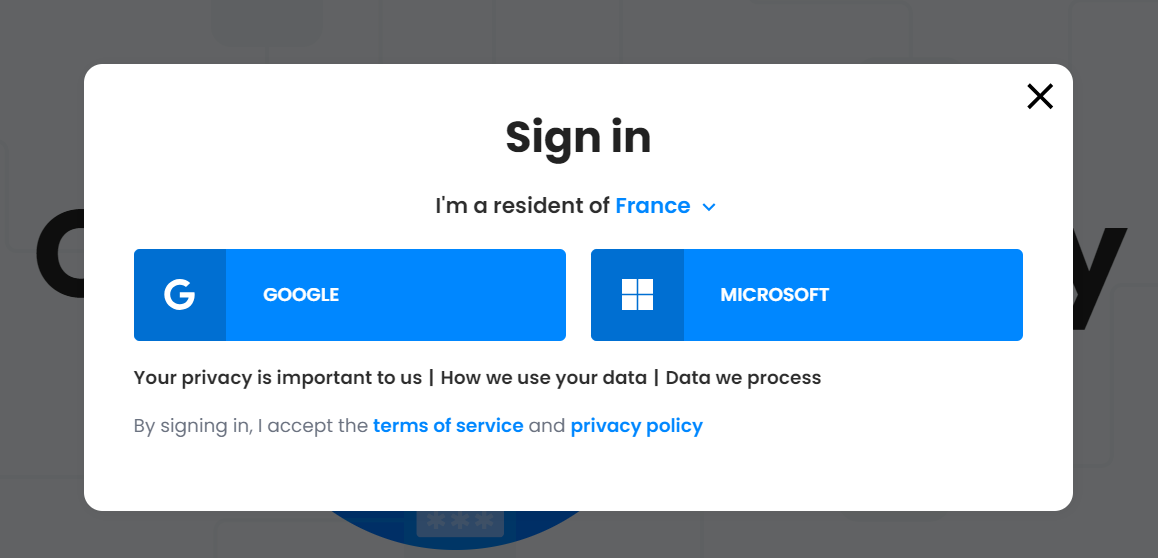 Sign in
I'm a resident of France
GOOGLE
MICROSOFT
Your privacy is important to us | How we use your data | Data we process
By signing in, I accept the terms of service and privacy policy
***